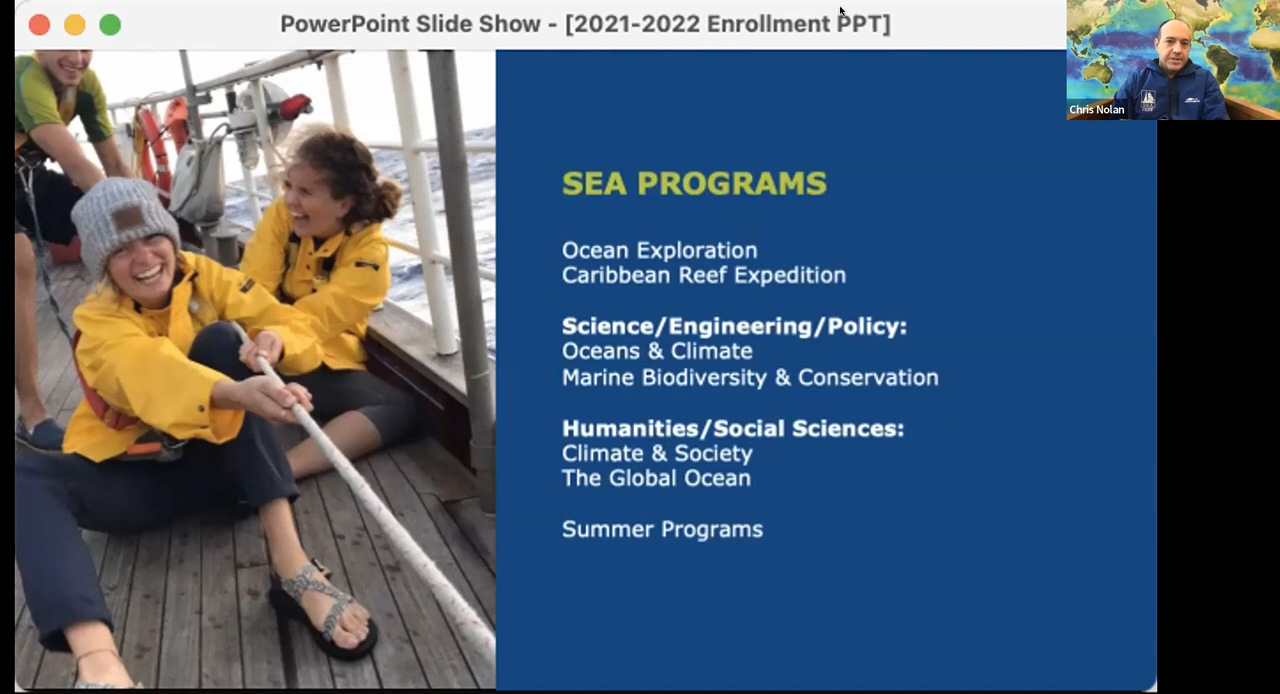 PowerPoint Slide Show - [2021-2022 Enrollment PPT]
Chris Nolan
SEA PROGRAMS
Ocean Exploration
Caribbean Reef Expedition
Science/Engineering/Policy:
Oceans & Climate
Marine Biodiversity & Conservation
Humanities/Social Sciences:
Climate & Society
The Global Ocean
Summer Programs